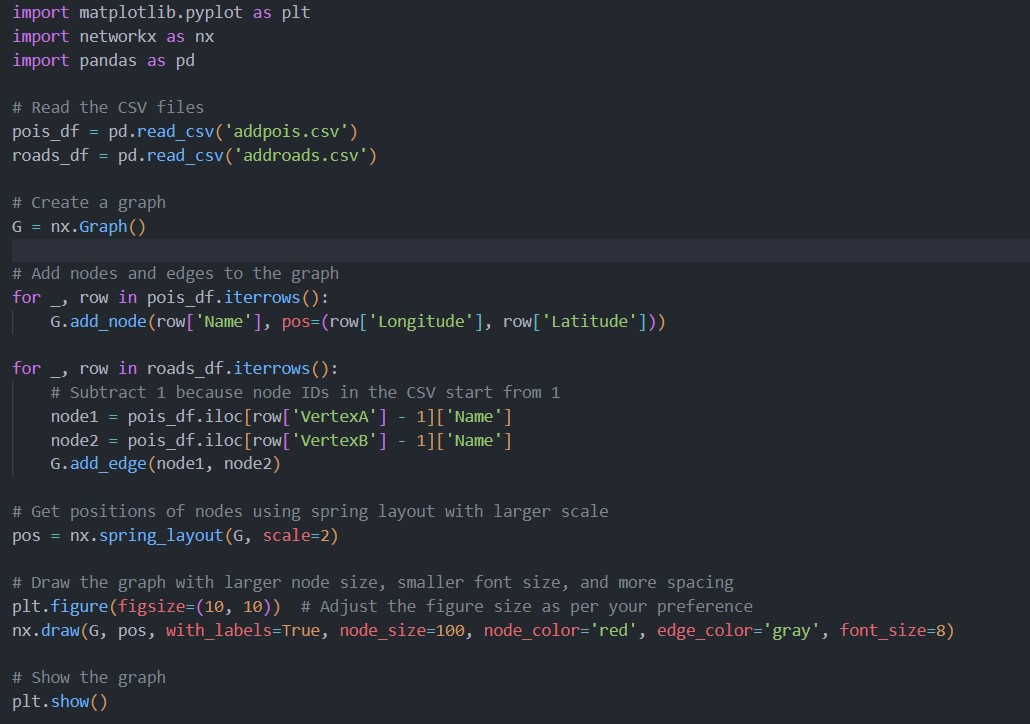 import matplotlib.pyplot as plt
import networkx as nx
import pandas as pd
# Read the CSV files
pois_df = pd.read_csv('addpois.csv')
roads_df = pd.read_csv('addroads.csv')
# Create a graph
G = nx.Graph()
# Add nodes and edges to the graph
for _, row in pois_df.iterrows():
    G.add_node(row['Name'], pos=(row['Longitude'], row['Latitude']))
for _, row in roads_df.iterrows():
    # Subtract 1 because node IDs in the CSV start from 1
    node1 = pois_df.iloc[row['VertexA'] - 1]['Name']
    node2 = pois_df.iloc[row['VertexB'] - 1]['Name']
    G.add_edge(node1, node2)
# Get positions of nodes using spring layout with larger scale
pos = nx.spring_layout(G, scale=2)
# Draw the graph with larger node size, smaller font size, and more spacing
plt.figure(figsize=(10, 10))  # Adjust the figure size as per your preference
nx.draw(G, pos, with_labels=True, node_size=100, node_color='red', edge_color='gray', font_size=8)
# Show the graph
plt.show()